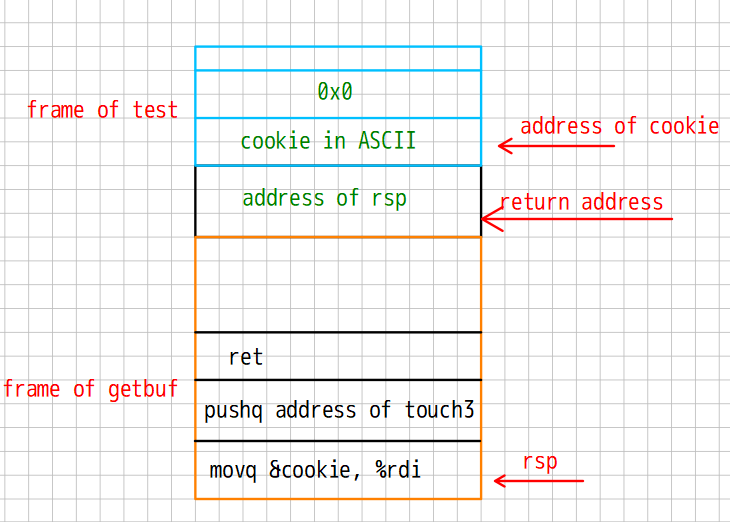 0x0
frame of test
address of cookie
cookie in ASCII
address of rsp
return address
ret
frame of getbuf
pushq address of touch3
rsp
movq &cookie, %rdi